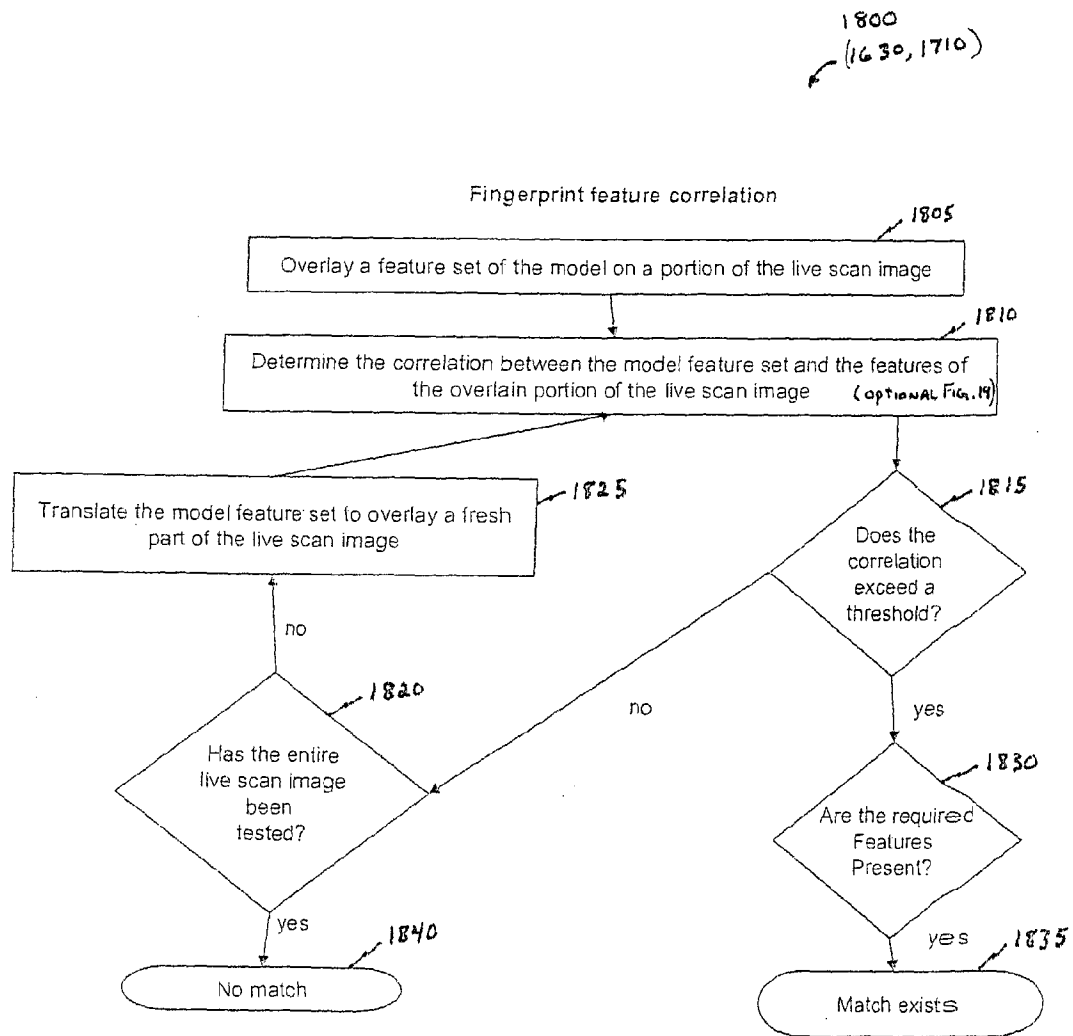 1800
(1630, 1710)
Fingerprint feature correlation
1805
Overlay a feature set of the model on a portion of the live scan image
1810
Determine the correlation between the model feature set and the features of
the overlain portion of the live scan image (OPTIONAL FIG. 19)
1825
Translate the model feature set to overlay a fresh
part of the live scan image
1815
Does the
correlation
exceed a
threshold?
no
1820
no
yes
Has the entire
live scan image
been
tested?
1830
Are the required
Features
Present?
yes
1840
yes
1835
No match
Match exists